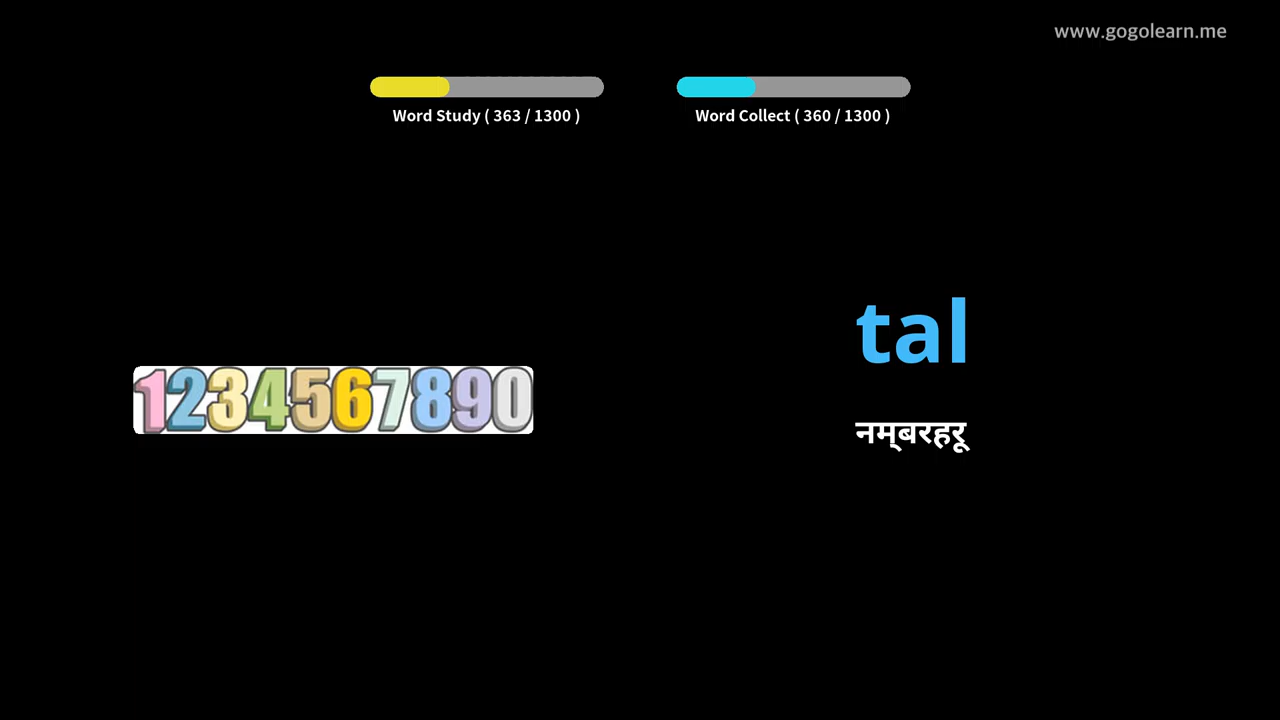 www.gogolearn.me
Word Study ( 363 / 1300 )
Word Collect ( 360 / 1300 )
tal
1234567890
नम्बरहरू